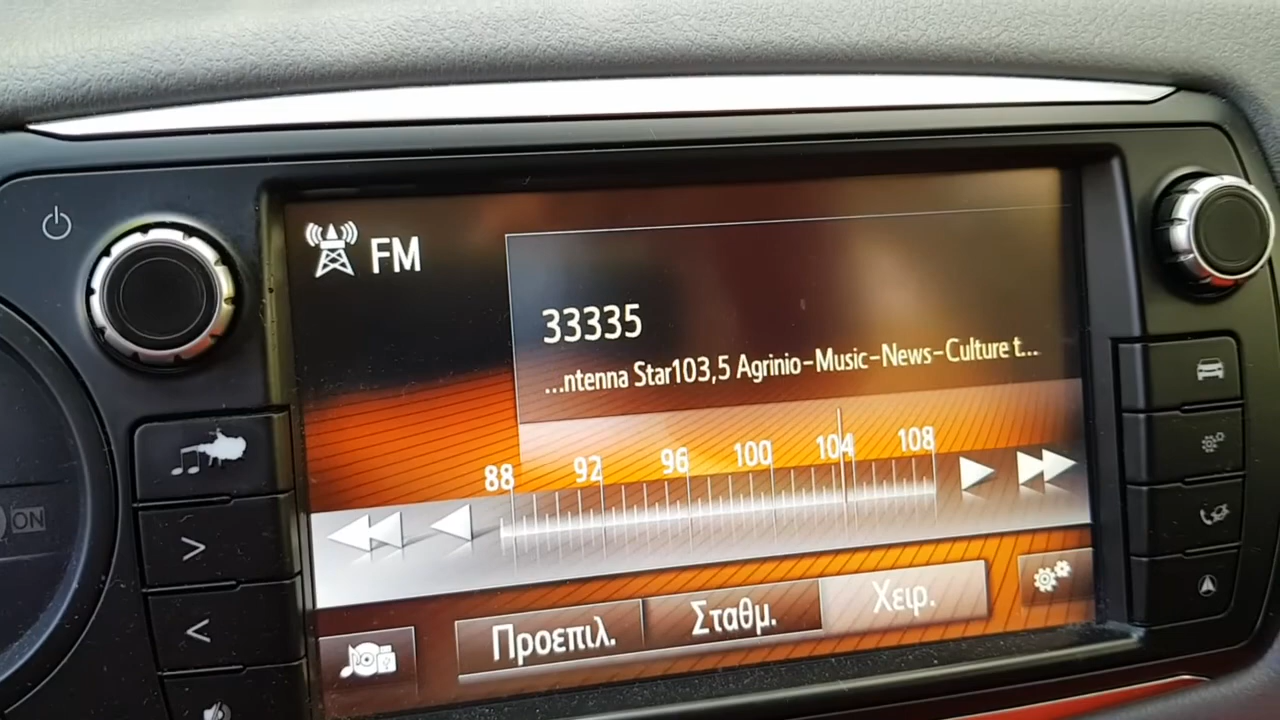 FM
33335
...ntenna Star103,5 Agrinio-Music-News-Culture t...
88 92 96 100 104 108
Προεπιλ. Σταθμ. Χειρ.
ON